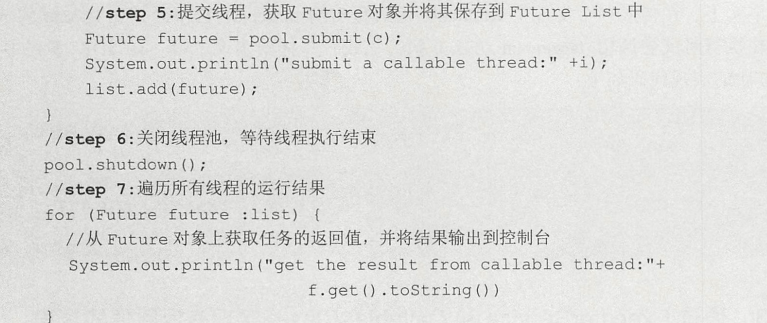 //step 5:提交线程，获取 Future 对象并将其保存到 Future List 中
Future future = pool.submit(c);
System.out.println("submit a callable thread:" +i);
list.add(future);
}
//step 6:关闭线程池，等待线程执行结束
pool.shutdown();
//step 7:遍历所有线程的运行结果
for (Future future :list) {
//从 Future 对象上获取任务的返回值，并将结果输出到控制台
System.out.println("get the result from callable thread:"+
f.get().toString())
}